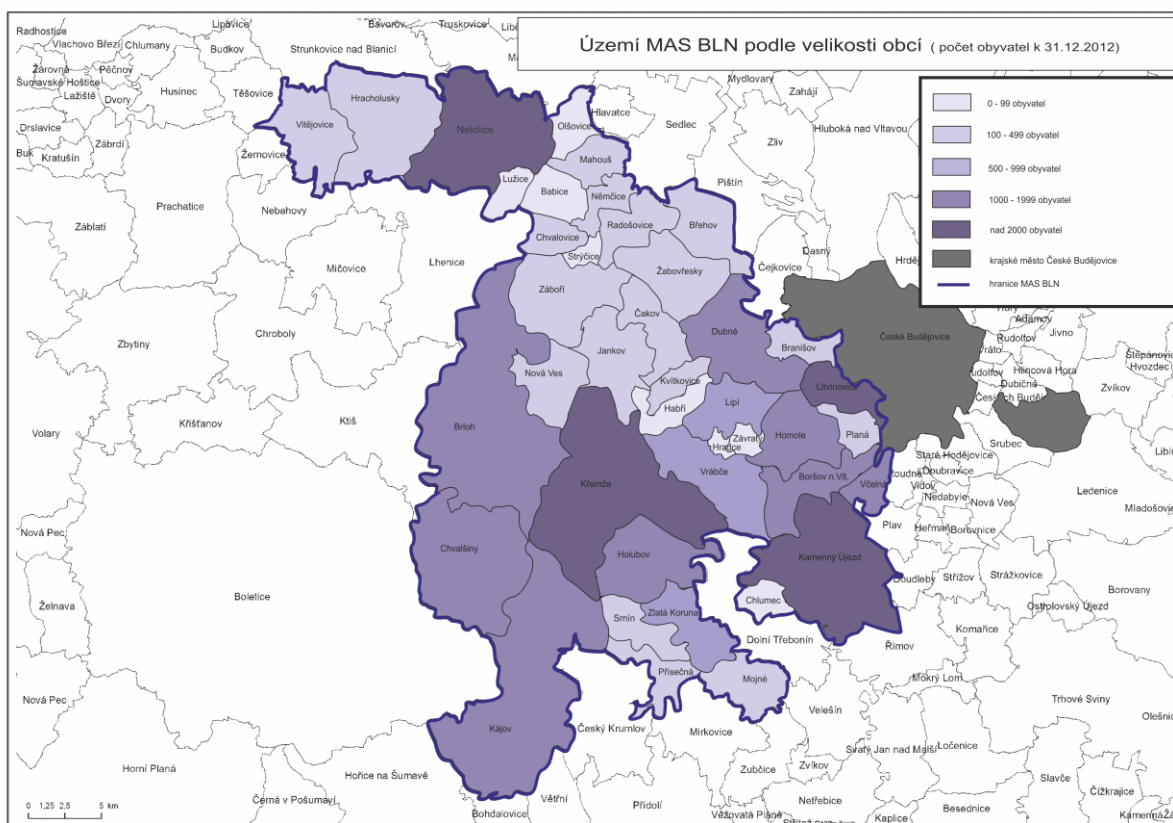 Území MAS BLN podle velikosti obcí ( počet obyvatel k 31.12.2012)
0 - 99 obyvatel
100 - 499 obyvatel
500 - 999 obyvatel
1000 - 1999 obyvatel
nad 2000 obyvatel
krajské město České Budějovice
hranice MAS BLN
Radhostice
Lipovice
Bavorov
Truskovice
Vlachovo Březí
Chlumany
Budkov
Strunkovice nad Blanicí
Žárovná
Pěčnov
Šumavské Hoštice
Husinec
Těšovice
Lažiště
Dvory
Hracholusky
Mydlovary
Zahájí
Drslavice
Zábrdí
Vitějovice
Netolice
Olšovice
Hlavatce
Sedlec
Hluboká nad Vltavou
Buk
Kratušín
Žernovice
Zliv
Mahouš
Lužice
Babice
Němčice
Pištín
Prachatice
Nebahovy
Záblatí
Radošovice
Břehov
Chvalovice
Strýčice
Dasný
Mičovice
Lhenice
Žabovřesky
Čejkovice
Záboří
Čakov
Zbytiny
Chroboly
Dubné
České Budějovice
Adamov
Jivno
Rudolfov
Jankov
Branišov
Hlincová Hora
Hvozdec
Nová Ves
Kvítkovice
Litvínovice
Dubičné
Zvíkov
Habří
Lipí
Volary
Křišťanov
Ktiš
Brloh
Závraty
Hradce
Homole
Planá
Srubec
Staré Hodějovice
Vrábče
Doubravice
Křemže
Boršov n.Vlt.
Včelná
Vidov
Ledenice
Nedabyle
Nová Ves
Nová Pec
Plav
Heřmaň
Borovnice
Chvalšiny
Holubov
Kamenný Újezd
Doudleby
Střížov
Strážkovice
Želnava
Boletice
Chlumec
Borovany
Srnín
Zlatá Koruna
Ostrolovský Újezd
Dolní Třebonín
Komařice
Římov
Přísečná
Mojné
Mokrý Lom
Nová Pec
Trhové Sviny
Kájov
Český Krumlov
Mirkovice
Velešín
Svatý Jan nad Malší
Ločenice
Horní Planá
Hořice na Šumavě
Zubčice
Zvíkov
Slavče
Čížkrajice
Černá v Pošumaví
Větřní
Přídolí
Netřebice
Besednice
Bohdalovice
Věžovatá Pláně
Kaplice
0 1,25 2,5 5 km